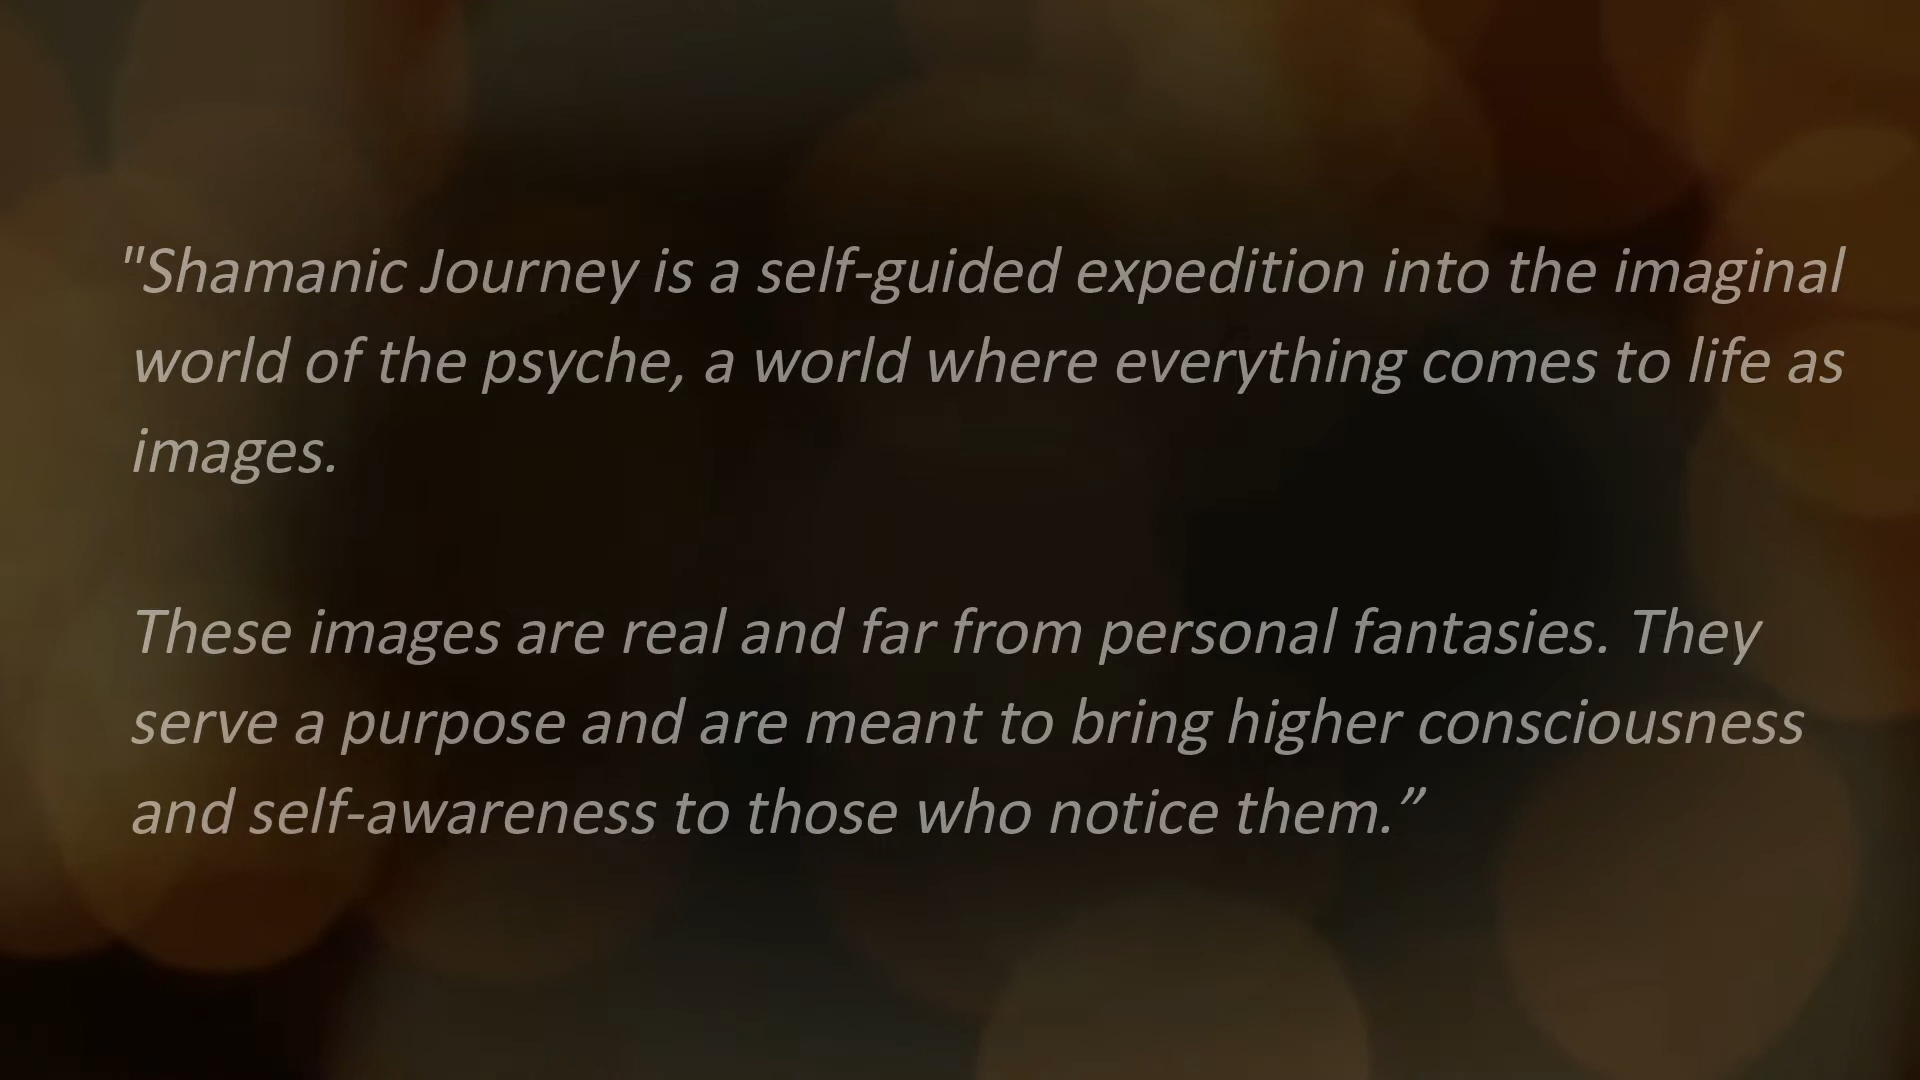 "Shamanic Journey is a self-guided expedition into the imaginal
world of the psyche, a world where everything comes to life as
images.
These images are real and far from personal fantasies. They
serve a purpose and are meant to bring higher consciousness
and self-awareness to those who notice them.”